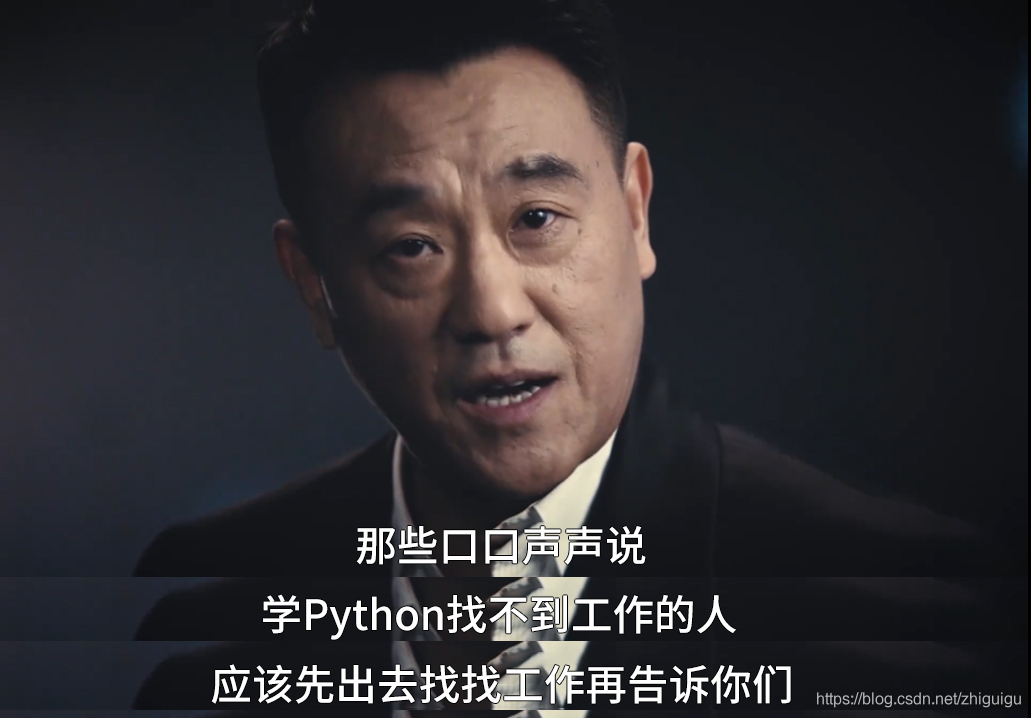 那些口口声声说
学Python找不到工作的人
应该先出去找找工作再告诉你们
https://blog.csdn.net/zhiguigu